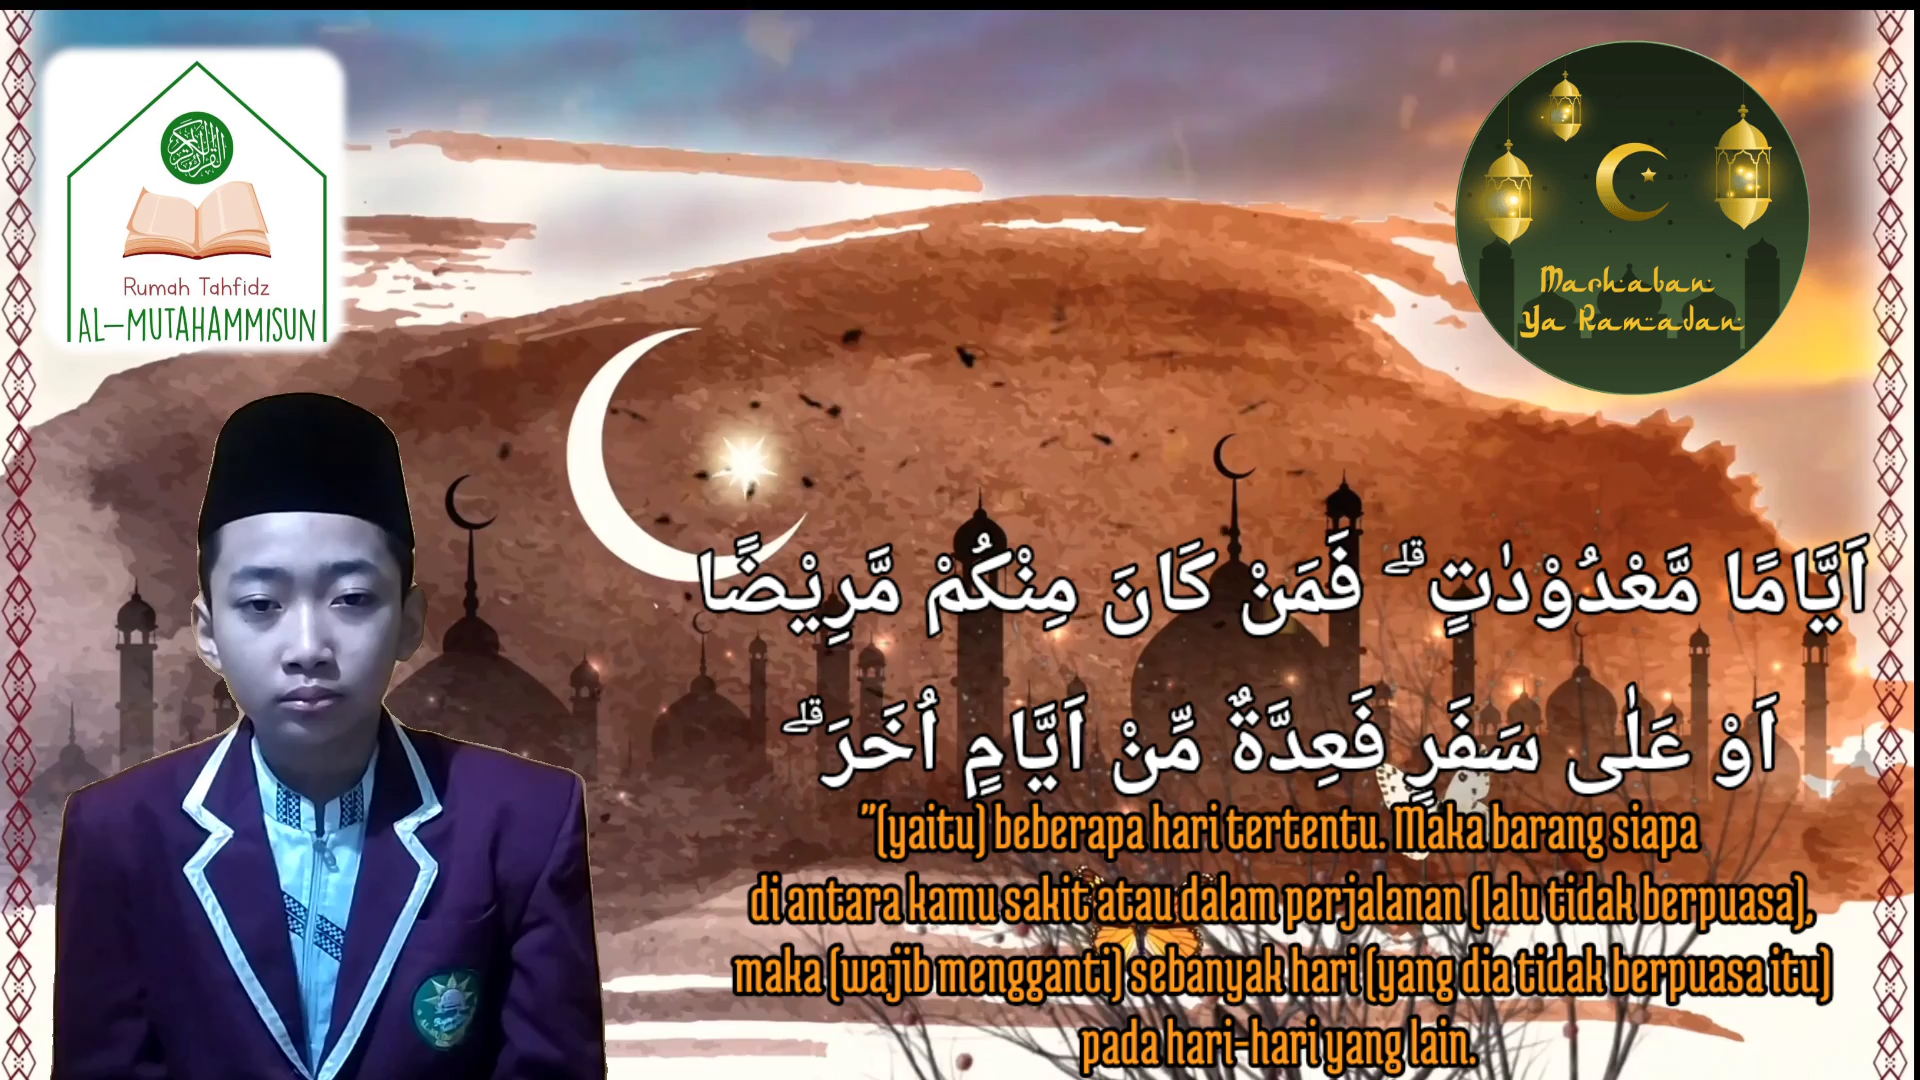 Rumah Tahfidz
AL-MUTAHAMMISUN
Marhaban
Ya Ramadan
اَيَّامًا مَّعْدُوْدٰتٍۗ فَمَنْ كَانَ مِنْكُمْ مَّرِيْضًا
اَوْ عَلٰى سَفَرٍ فَعِدَّةٌ مِّنْ اَيَّامٍ اُخَرَۗ
"(yaitu) beberapa hari tertentu. Maka barang siapa
di antara kamu sakit atau dalam perjalanan (lalu tidak berpuasa),
maka (wajib mengganti) sebanyak hari (yang dia tidak berpuasa itu)
pada hari-hari yang lain.